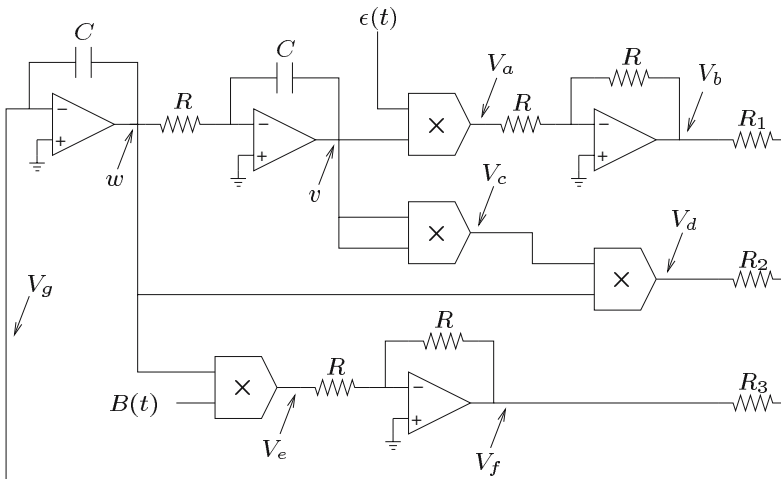 ϵ(t)
C
C
V_a
V_b
R
R
R
R_1
w
v
V_c
V_d
V_g
R_2
R
R
R_3
B(t)
V_e
V_f